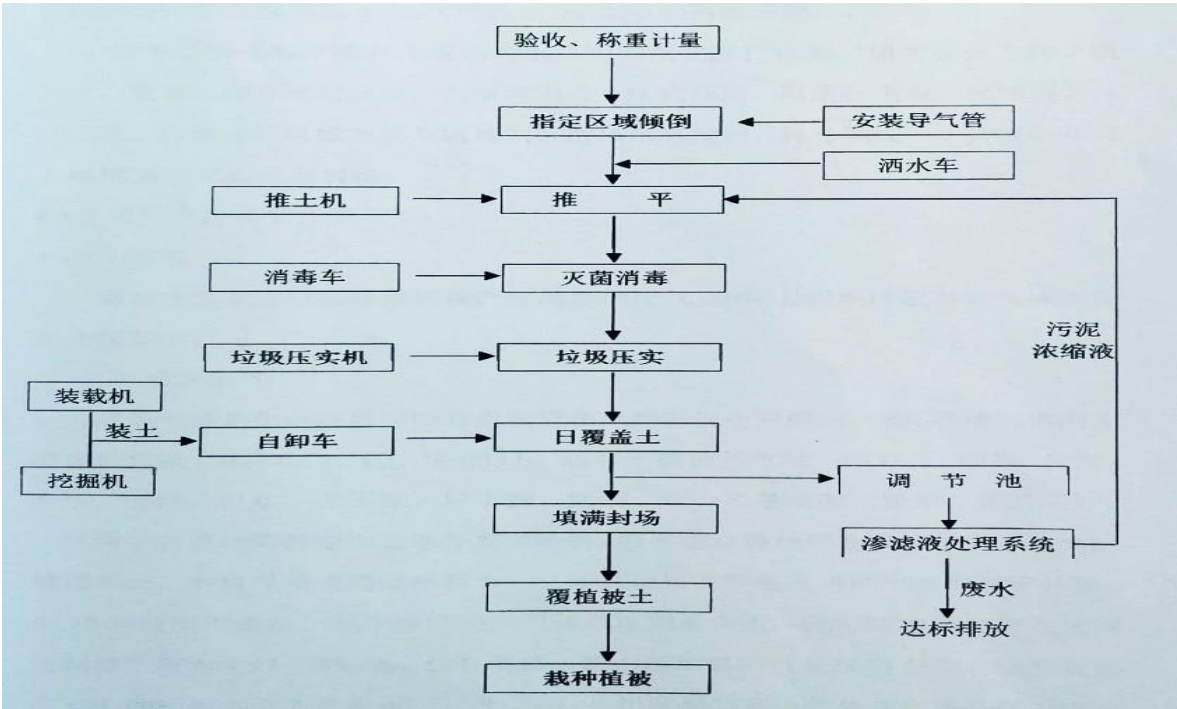 验收、称重计量
指定区域倾倒
安装导气管
洒水车
推土机
推 平
消毒车
灭菌消毒
污泥
浓缩液
垃圾压实机
垃圾压实
装载机
装土
自卸车
日覆盖土
挖掘机
调 节 池
填满封场
渗滤液处理系统
覆植被土
废水
达标排放
栽种植被